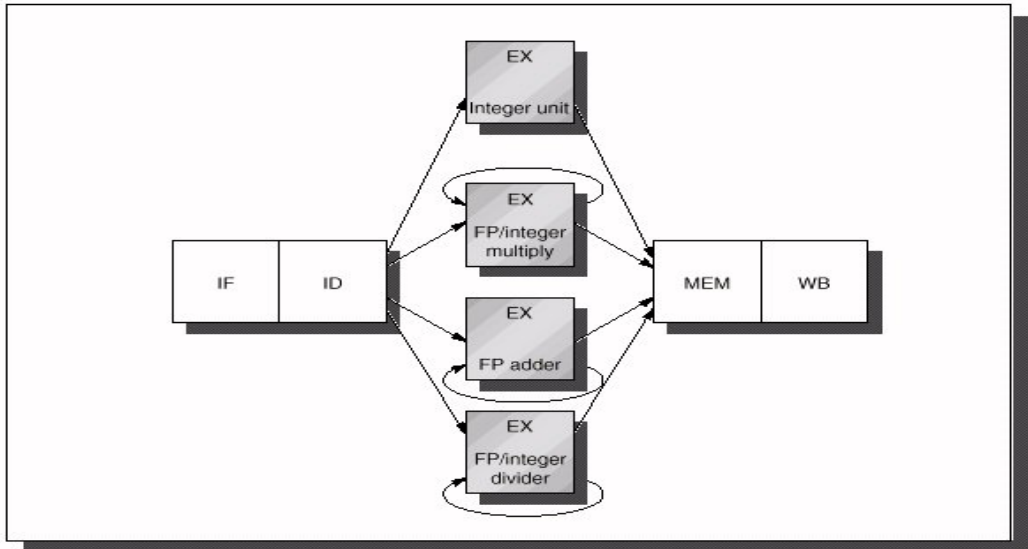 EX
Integer unit
EX
FP/integer
multiply
IF
ID
MEM
WB
EX
FP adder
EX
FP/integer
divider